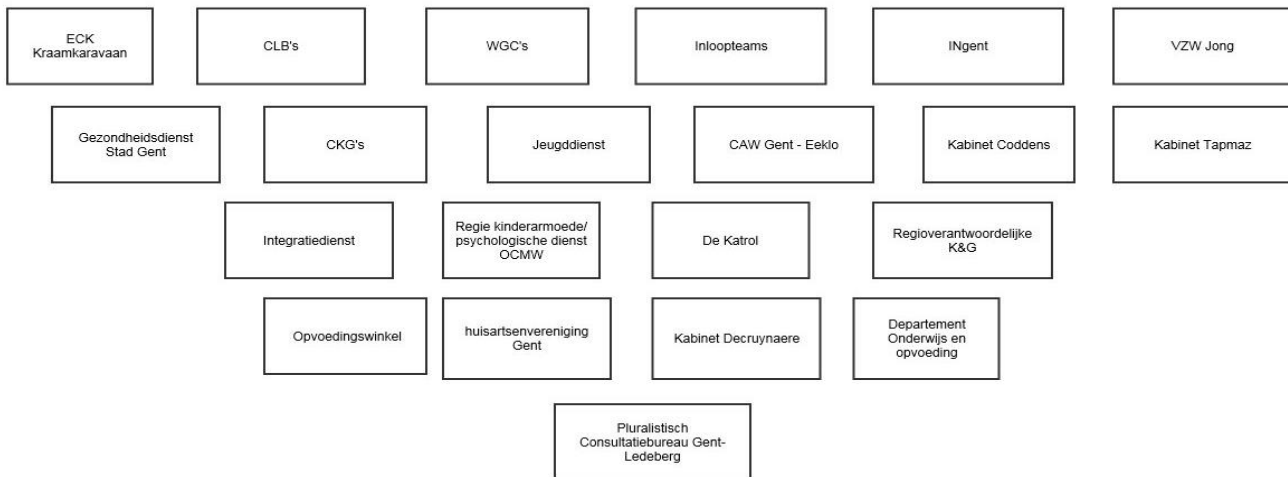 ECK
Kraamkaravaan
CLB's
WGC's
Inloopteams
INgent
VZW Jong
Gezondheidsdienst
Stad Gent
CKG's
Jeugddienst
CAW Gent - Eeklo
Kabinet Coddens
Kabinet Tapmaz
Integratiedienst
Regie kinderarmoede/
psychologische dienst
OCMW
De Katrol
Regioverantwoordelijke
K&G
Opvoedingswinkel
huisartsenvereniging
Gent
Kabinet Decruynaere
Departement
Onderwijs en
opvoeding
Pluralistisch
Consultatiebureau Gent-
Ledeberg